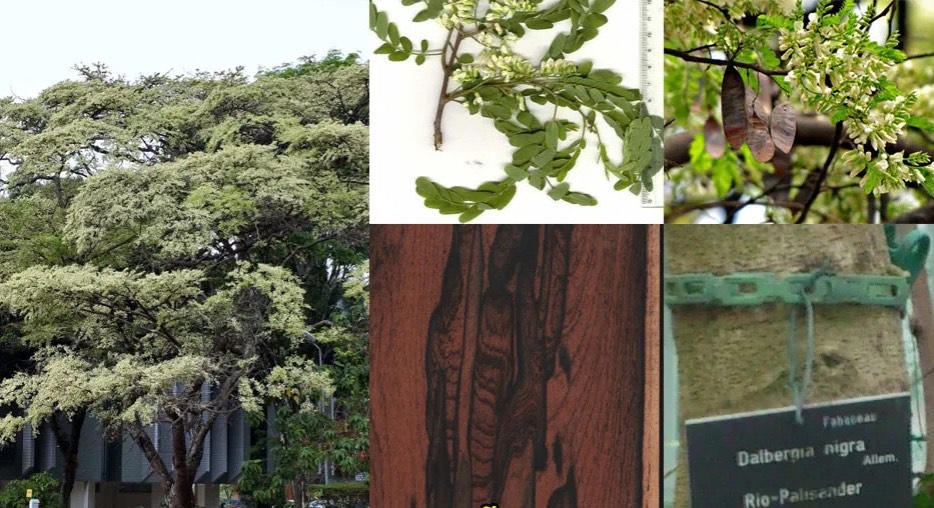 Fabaceae
Dalbergia nigra
Allem.
Rio-Palisander